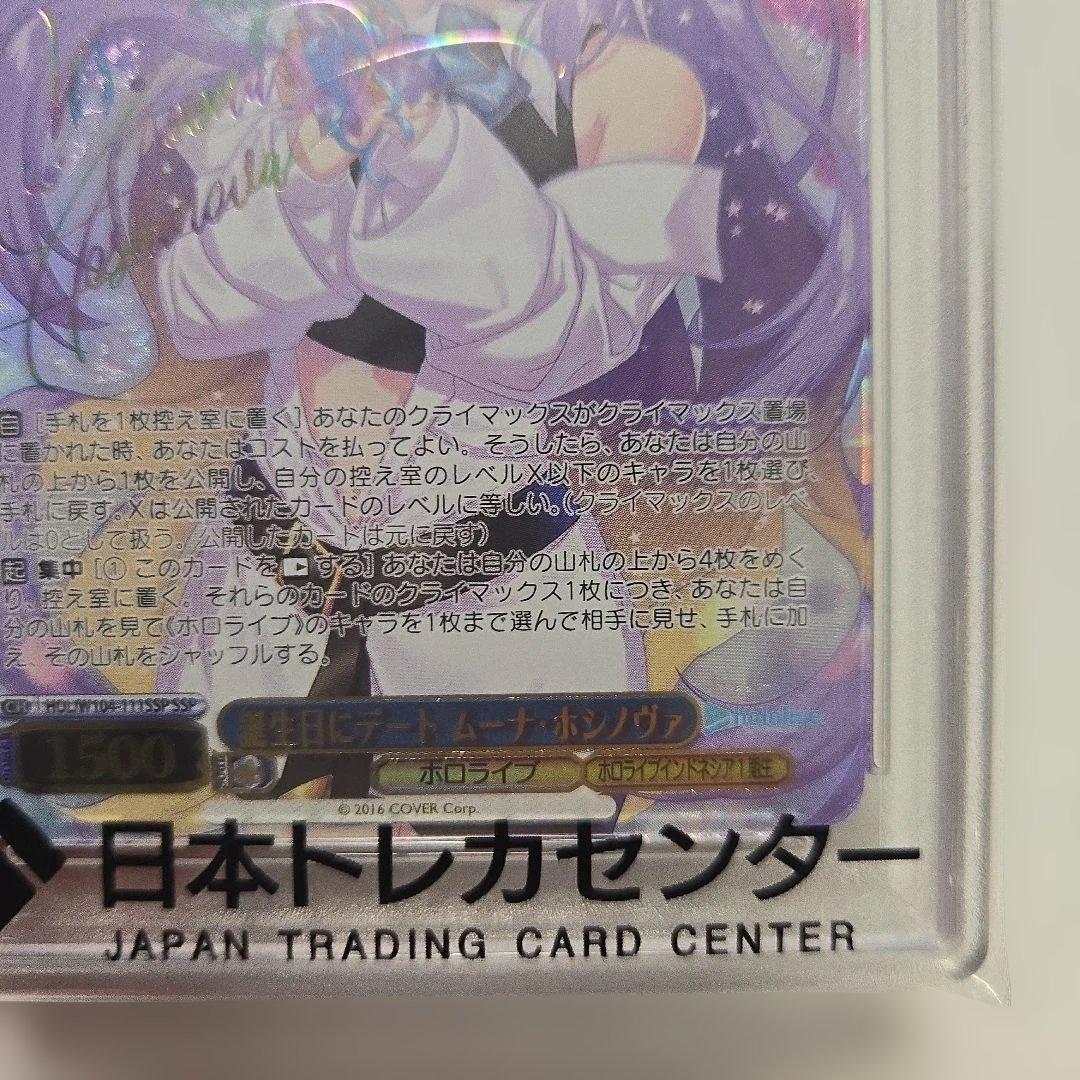 Moona
Hoshinova
自 [手札を1枚控え室に置く] あなたのクライマックスがクライマックス置場
に置かれた時、あなたはコストを払ってよい。そうしたら、あなたは自分の山
札の上から1枚を公開し、自分の控え室のレベルX以下のキャラを1枚選び、
手札に戻す。Xは公開されたカードのレベルに等しい。(クライマックスのレベ
ルは0として扱う。公開したカードは元に戻す)
起 集中 [① このカードを する] あなたは自分の山札の上から4枚をめく
り、控え室に置く。それらのカードのクライマックス1枚につき、あなたは自
分の山札を見て《ホロライブ》のキャラを1枚まで選んで相手に見せ、手札に加
え、その山札をシャッフルする。
HOL/W104-111SSP SSP
誕生日にデート ムーナ・ホシノヴァ
hololive
1500
ホロライブ
ホロライブインドネシア1期生
© 2016 COVER Corp.
日本トレカセンター
JAPAN TRADING CARD CENTER